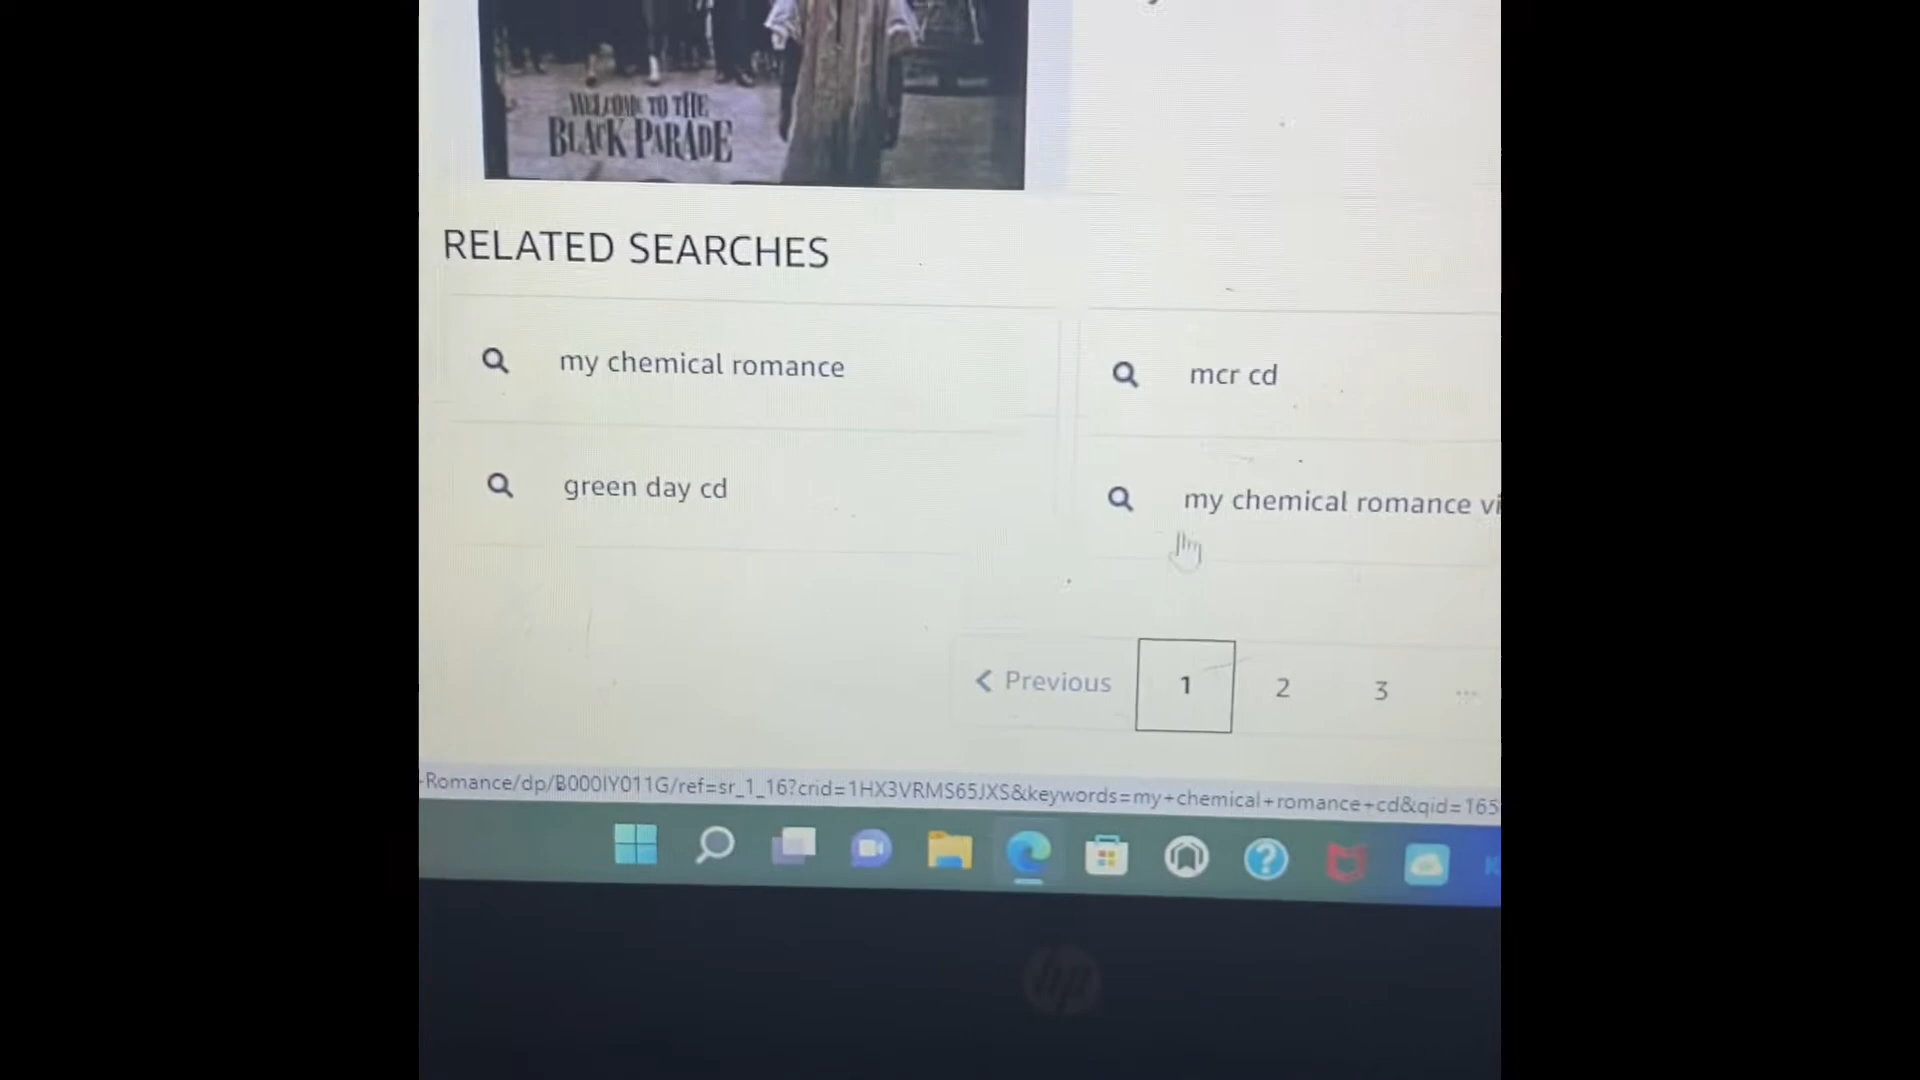 WELCOME TO THE
BLACK PARADE
RELATED SEARCHES
my chemical romance
mcr cd
green day cd
my chemical romance vi
Previous
1
2
3
...
-Romance/dp/B000IY011G/ref=sr_1_16?crid=1HX3VRMS65JXS&keywords=my+chemical+romance+cd&qid=165
?
hp